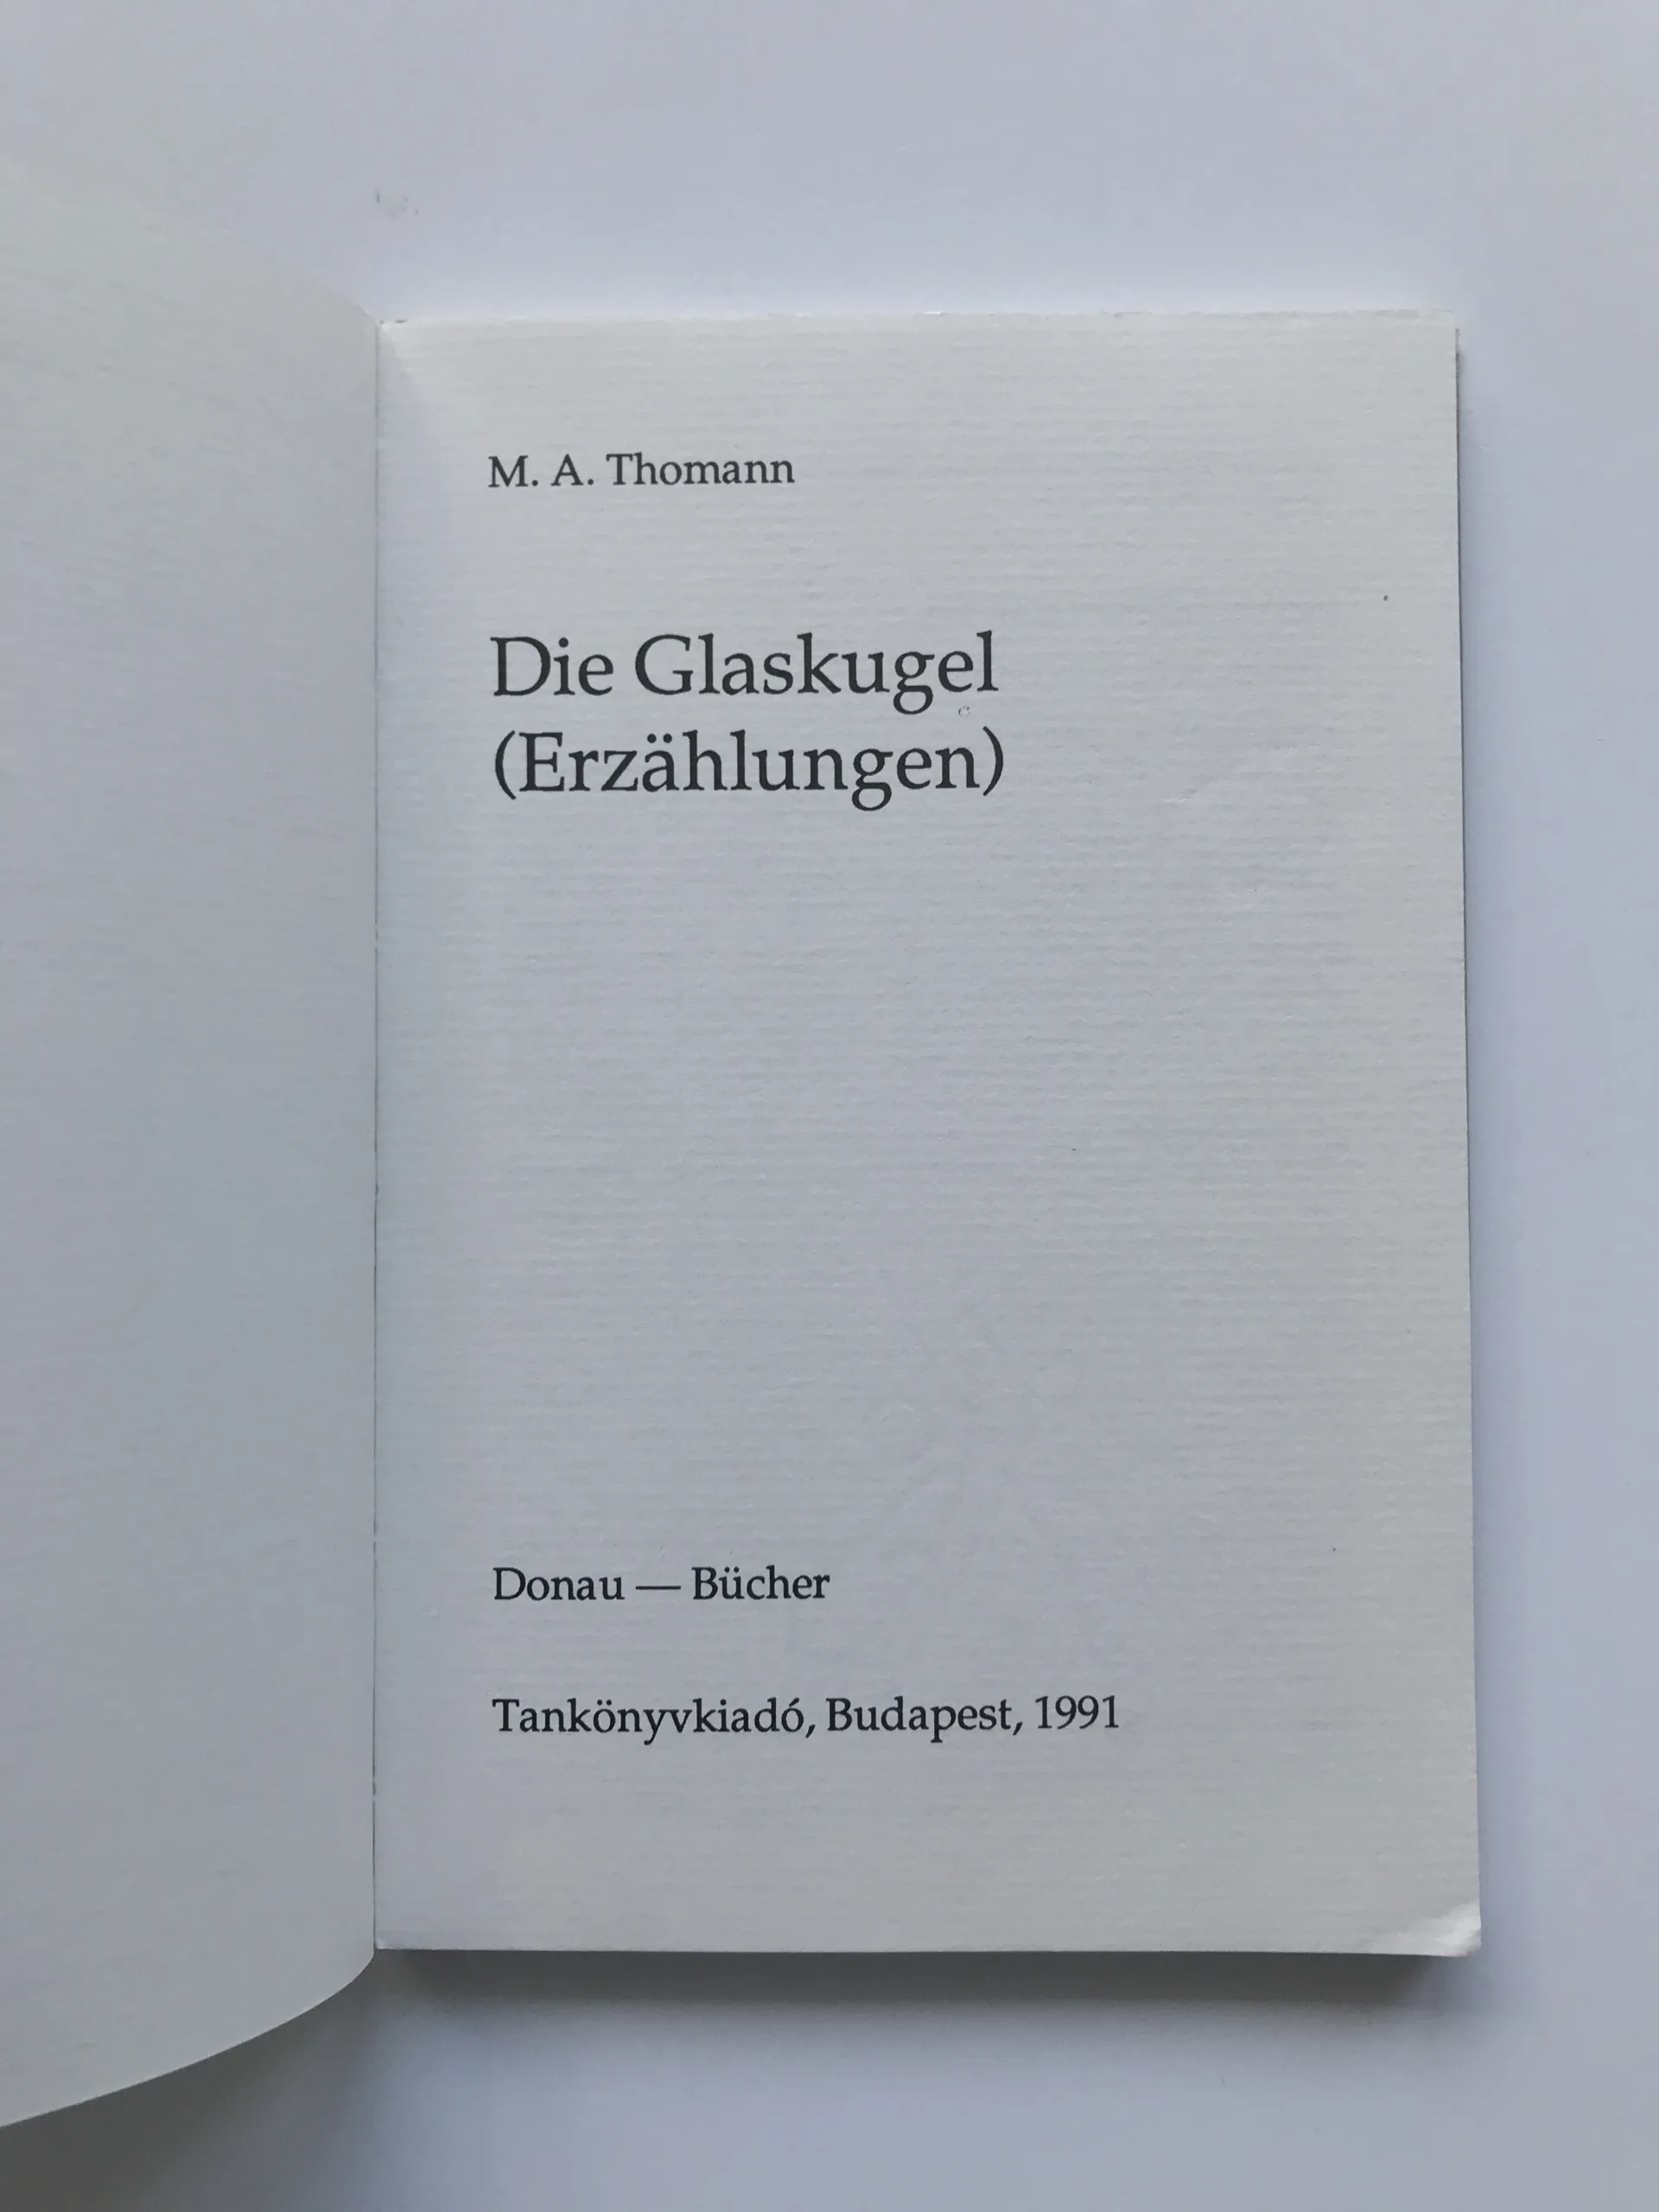 M. A. Thomann
Die Glaskugel
(Erzählungen)
Donau — Bücher
Tankönyvkiadó, Budapest, 1991